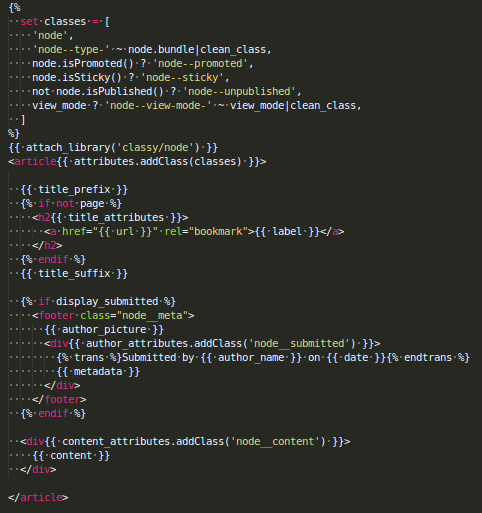 {%
  set classes = [
    'node',
    'node--type-' ~ node.bundle|clean_class,
    node.isPromoted() ? 'node--promoted',
    node.isSticky() ? 'node--sticky',
    not node.isPublished() ? 'node--unpublished',
    view_mode ? 'node--view-mode-' ~ view_mode|clean_class,
  ]
%}
{{ attach_library('classy/node') }}
<article{{ attributes.addClass(classes) }}>

  {{ title_prefix }}
  {% if not page %}
    <h2{{ title_attributes }}>
      <a href="{{ url }}" rel="bookmark">{{ label }}</a>
    </h2>
  {% endif %}
  {{ title_suffix }}

  {% if display_submitted %}
    <footer class="node__meta">
      {{ author_picture }}
      <div{{ author_attributes.addClass('node__submitted') }}>
        {% trans %}Submitted by {{ author_name }} on {{ date }}{% endtrans %}
        {{ metadata }}
      </div>
    </footer>
  {% endif %}

  <div{{ content_attributes.addClass('node__content') }}>
    {{ content }}
  </div>

</article>